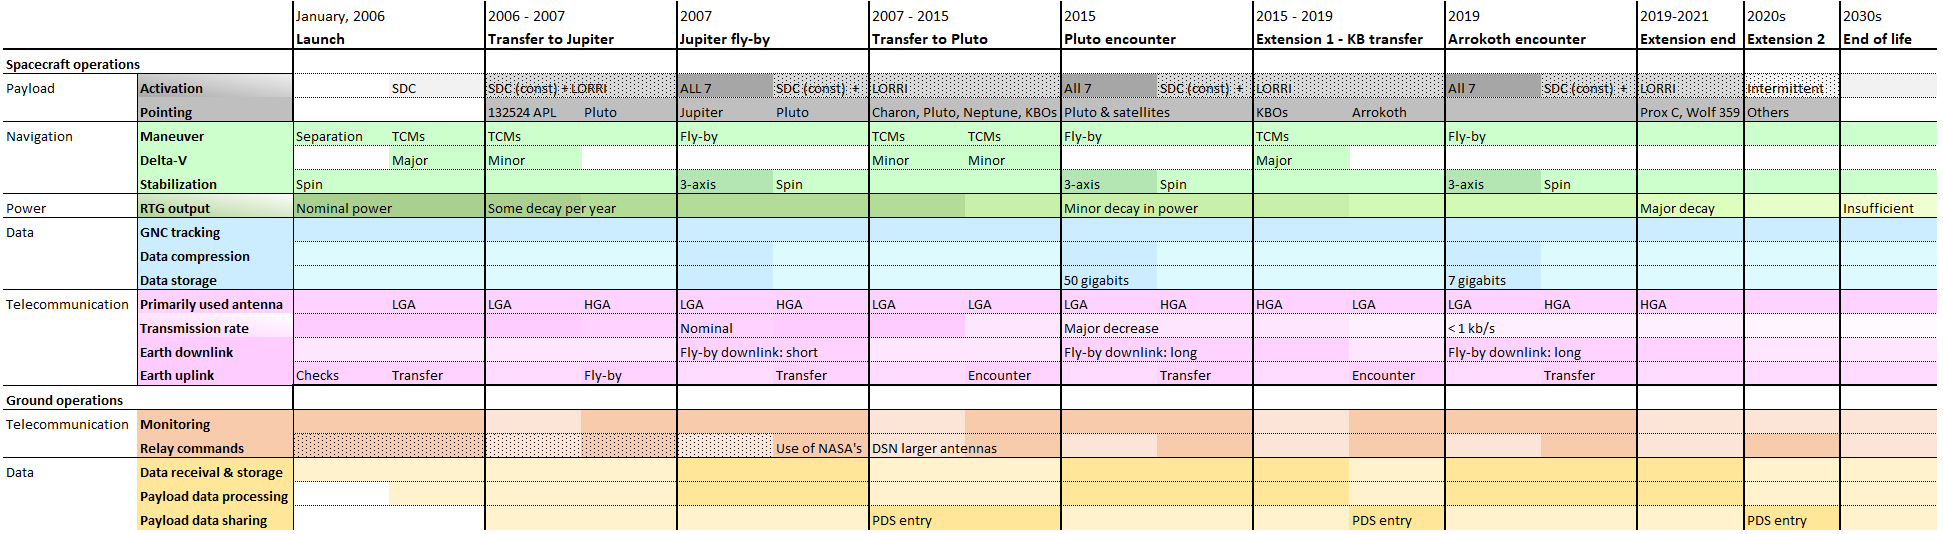 January, 2006 2006 - 2007 2007 2007 - 2015 2015 2015 - 2019 2019 2019-2021 2020s 2030s
Launch Transfer to Jupiter Jupiter fly-by Transfer to Pluto Pluto encounter Extension 1 - KB transfer Arrokoth encounter Extension end Extension 2 End of life
Spacecraft operations
Payload Activation SDC SDC (const) + LORRI ALL 7 SDC (const) + LORRI All 7 SDC (const) + LORRI All 7 SDC (const) + LORRI Intermittent
Pointing 132524 APL Pluto Jupiter Pluto Charon, Pluto, Neptune, KBOs Pluto & satellites KBOs Arrokoth Prox C, Wolf 359 Others
Navigation Maneuver Separation TCMs TCMs Fly-by TCMs TCMs Fly-by TCMs Fly-by
Delta-V Major Minor Minor Minor Major
Stabilization Spin 3-axis Spin 3-axis Spin 3-axis Spin
Power RTG output Nominal power Some decay per year Minor decay in power Major decay Insufficient
Data GNC tracking
Data compression
Data storage 50 gigabits 7 gigabits
Telecommunication Primarily used antenna LGA LGA HGA LGA HGA LGA LGA LGA HGA HGA LGA LGA HGA HGA
Transmission rate Nominal Major decrease < 1 kb/s
Earth downlink Fly-by downlink: short Fly-by downlink: long Fly-by downlink: long
Earth uplink Checks Transfer Fly-by Transfer Encounter Transfer Encounter Transfer
Ground operations
Telecommunication Monitoring
Relay commands Use of NASA's DSN larger antennas
Data Data receival & storage
Payload data processing
Payload data sharing PDS entry PDS entry PDS entry